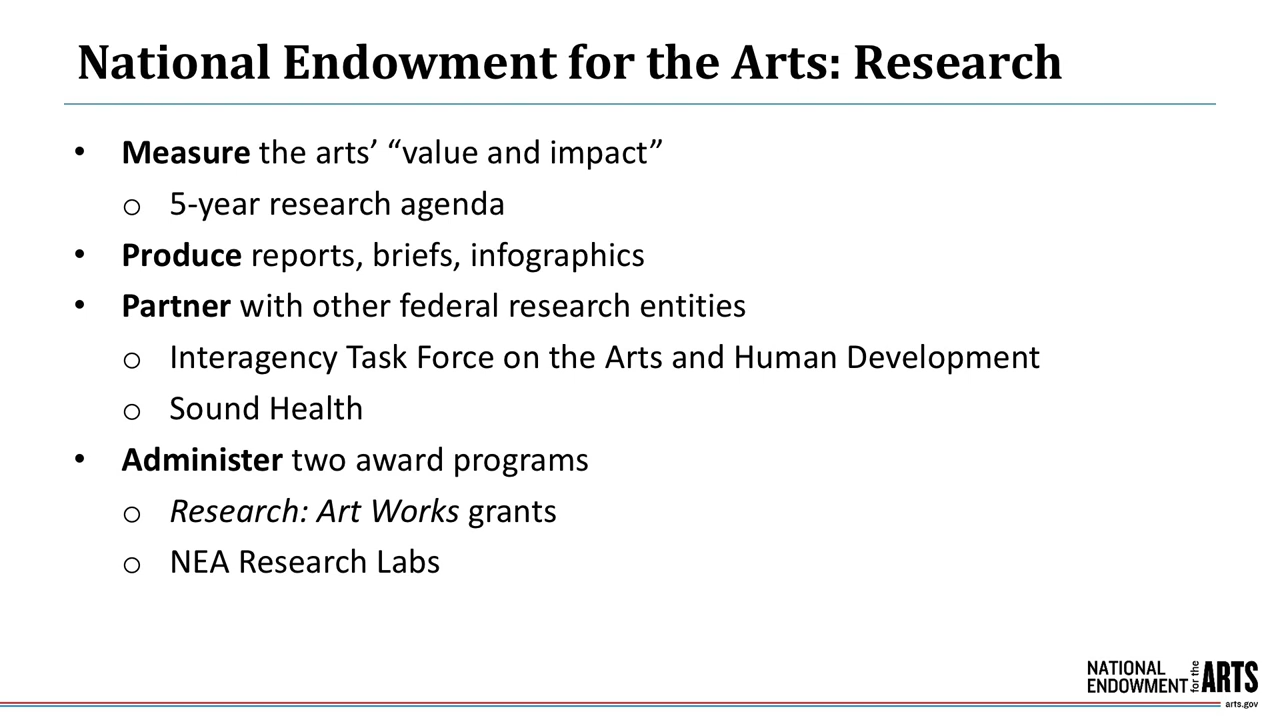 National Endowment for the Arts: Research
• Measure the arts’ “value and impact”
o 5-year research agenda
• Produce reports, briefs, infographics
• Partner with other federal research entities
o Interagency Task Force on the Arts and Human Development
o Sound Health
• Administer two award programs
o Research: Art Works grants
o NEA Research Labs
NATIONAL
ENDOWMENT for the ARTS
arts.gov